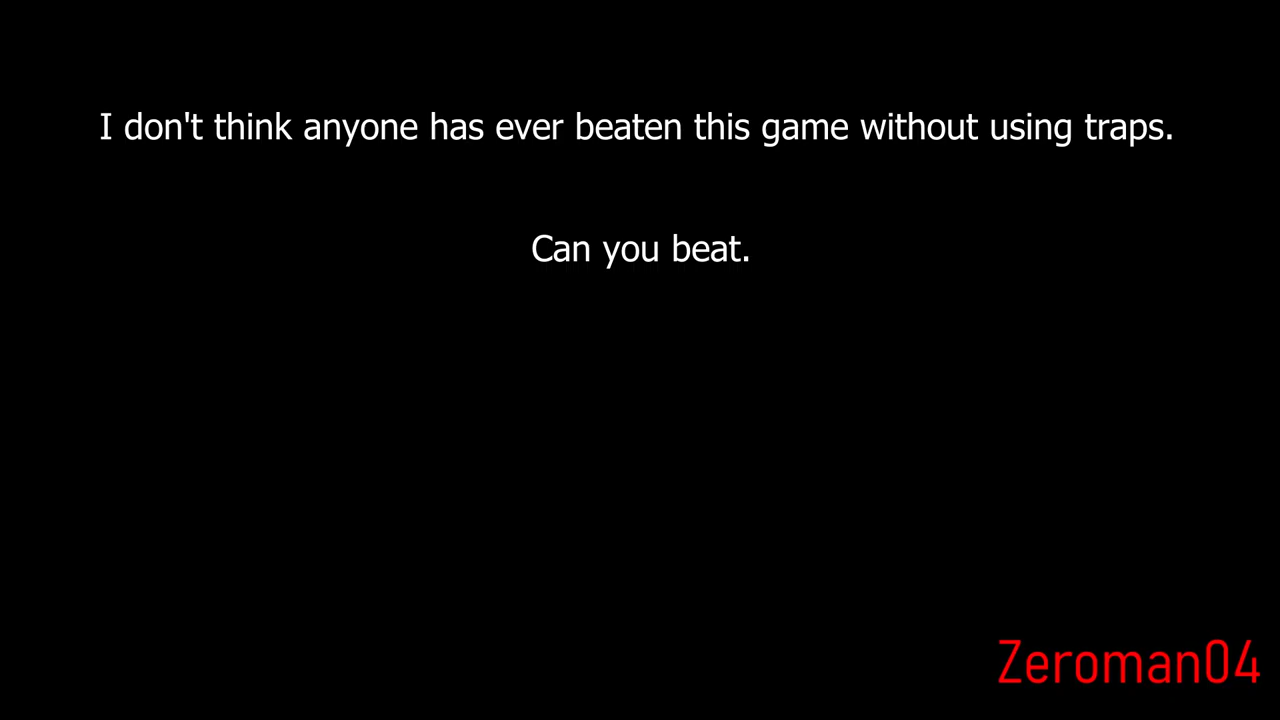 I don't think anyone has ever beaten this game without using traps.
Can you beat.
Zeroman04